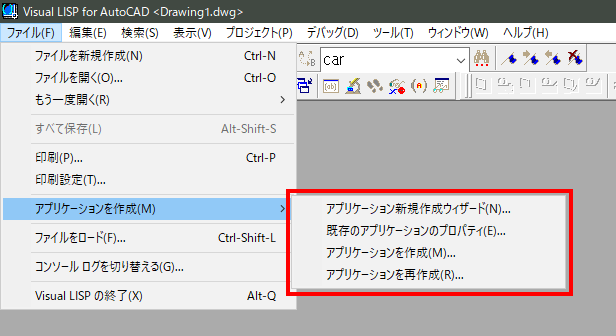 Visual LISP for AutoCAD <Drawing1.dwg>
ファイル(F) 編集(E) 検索(S) 表示(V) プロジェクト(P) デバッグ(D) ツール(T) ウィンドウ(W) ヘルプ(H)
ファイルを新規作成(N) Ctrl-N
car
ファイルを開く(O)... Ctrl-O
もう一度開く(R)
すべて保存(L) Alt-Shift-S
印刷(P)... Ctrl-P
印刷設定(T)...
アプリケーションを作成(M)
アプリケーション新規作成ウィザード(N)...
既存のアプリケーションのプロパティ(E)...
アプリケーションを作成(M)...
アプリケーションを再作成(R)...
ファイルをロード(F)... Ctrl-Shift-L
コンソール ログを切り替える(G)...
Visual LISP の終了(X) Alt-Q